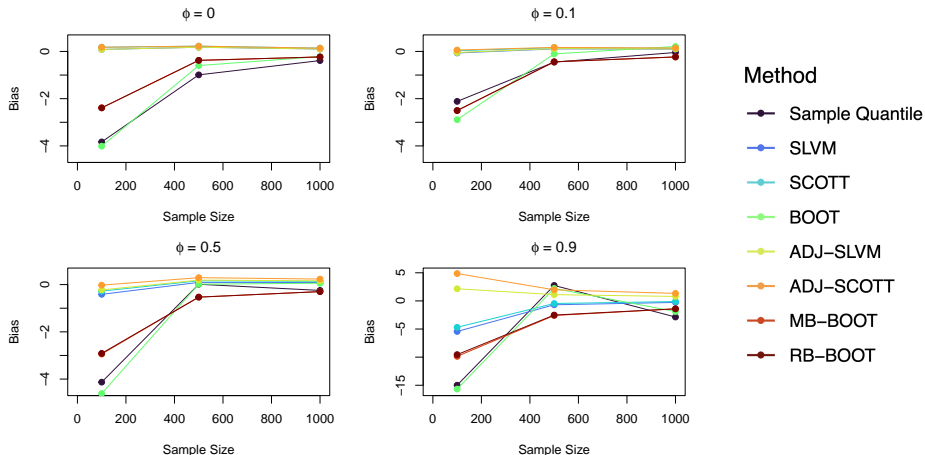 ϕ = 0
0
−2
−4
Bias
0 200 400 600 800 1000
Sample Size
ϕ = 0.1
0
−2
−4
Bias
0 200 400 600 800 1000
Sample Size
ϕ = 0.5
0
−2
−4
Bias
0 200 400 600 800 1000
Sample Size
ϕ = 0.9
5
0
−5
−15
Bias
0 200 400 600 800 1000
Sample Size
Method
Sample Quantile
SLVM
SCOTT
BOOT
ADJ−SLVM
ADJ−SCOTT
MB−BOOT
RB−BOOT